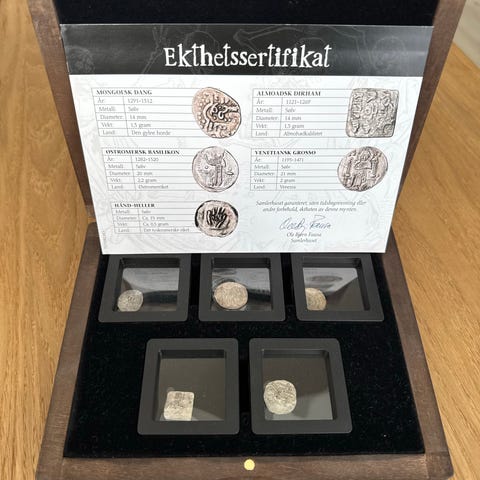 Ekthetssertifikat
MONGOLSK DANG
År: 1291-1312
Metall: Sølv
Diameter: 14 mm
Vekt: 1,5 gram
Land: Den gylne horde
ALMOADSK DIRHAM
År: 1121-1269
Metall: Sølv
Diameter: 14 mm
Vekt: 1,5 gram
Land: Almohadkalifatet
ØSTROMERSK BASILIKON
År: 1282-1320
Metall: Sølv
Diameter: 20 mm
Vekt: 2,2 gram
Land: Østromerriket
VENETIANSK GROSSO
År: 1193-1471
Metall: Sølv
Diameter: 21 mm
Vekt: 2 gram
Land: Venezia
HÅND-HELLER
Metall: Sølv
Diameter: Ca. 19 mm
Vekt: Ca. 0,5 gram
Land: Det tyskromerske riket
Samlerhuset garanterer, uten tidsbegrensning eller
andre forbehold, ektheten av denne mynten.
Ole Bjørn Fausa
Samlerhuset